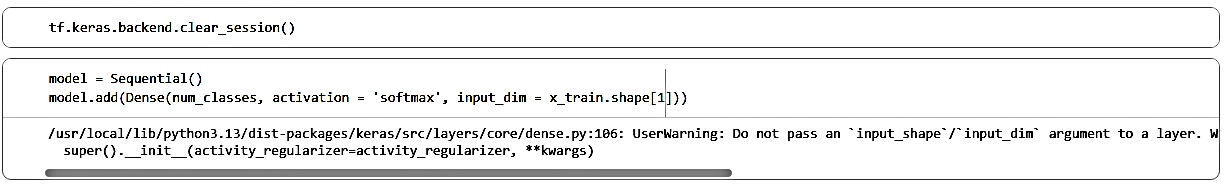 tf.keras.backend.clear_session()
model = Sequential()
model.add(Dense(num_classes, activation = 'softmax', input_dim = x_train.shape[1]))
/usr/local/lib/python3.13/dist-packages/keras/src/layers/core/dense.py:106: UserWarning: Do not pass an `input_shape`/`input_dim` argument to a layer. W
super().__init__(activity_regularizer=activity_regularizer, **kwargs)